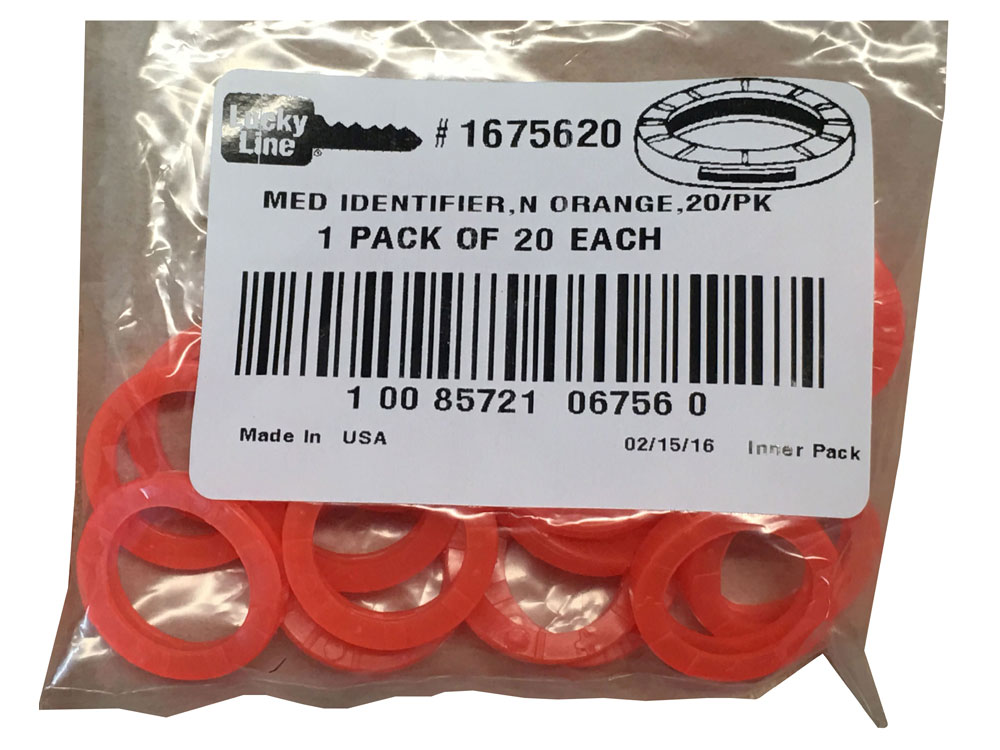 Lucky
Line ®
# 1675620
MED IDENTIFIER,N ORANGE,20/PK
1 PACK OF 20 EACH
1 00 85721 06756 0
Made In USA
02/15/16 Inner Pack